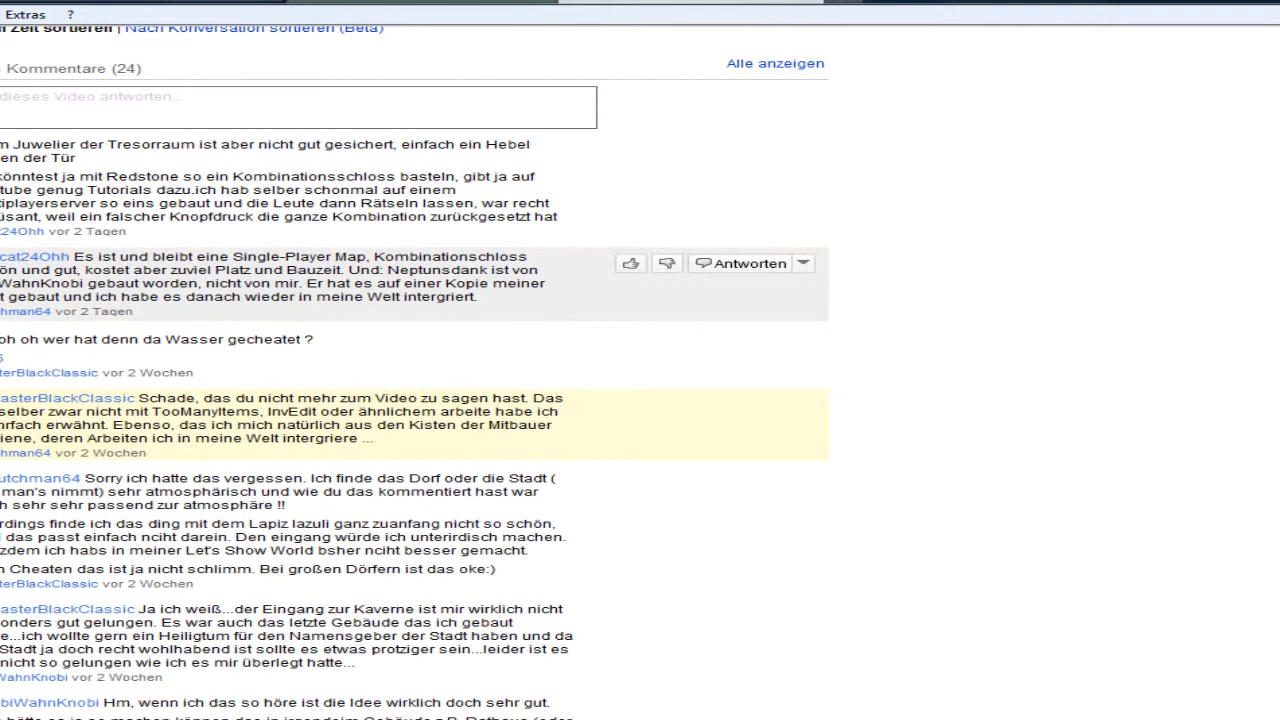 Extras ?
Zeit sortieren | Nach Konversation sortieren (Beta)
Kommentare (24)
Alle anzeigen
dieses Video antworten...
m Juwelier der Tresorraum ist aber nicht gut gesichert, einfach ein Hebel
en der Tür
könntest ja mit Redstone so ein Kombinationsschloss basteln, gibt ja auf
tube genug Tutorials dazu.ich hab selber schonmal auf einem
tiplayerserver so eins gebaut und die Leute dann Rätseln lassen, war recht
üsant, weil ein falscher Knopfdruck die ganze Kombination zurückgesetzt hat
t24Ohh vor 2 Tagen
cat24Ohh Es ist und bleibt eine Single-Player Map, Kombinationschloss
ön und gut, kostet aber zuviel Platz und Bauzeit. Und: Neptunsdank ist von
WahnKnobi gebaut worden, nicht von mir. Er hat es auf einer Kopie meiner
t gebaut und ich habe es danach wieder in meine Welt intergriert.
hman64 vor 2 Tagen
Antworten
oh oh wer hat denn da Wasser gecheatet ?
6
terBlackClassic vor 2 Wochen
asterBlackClassic Schade, das du nicht mehr zum Video zu sagen hast. Das
selber zwar nicht mit TooManyItems, InvEdit oder ähnlichem arbeite habe ich
hrfach erwähnt. Ebenso, das ich mich natürlich aus den Kisten der Mitbauer
iene, deren Arbeiten ich in meine Welt intergriere ...
hman64 vor 2 Wochen
utchman64 Sorry ich hatte das vergessen. Ich finde das Dorf oder die Stadt (
man's nimmt) sehr atmosphärisch und wie du das kommentiert hast war
h sehr sehr passend zur atmosphäre !!
rdings finde ich das ding mit dem Lapiz lazuli ganz zuanfang nicht so schön,
l das passt einfach nciht darein. Den eingang würde ich unterirdisch machen.
zdem ich habs in meiner Let's Show World bsher nciht besser gemacht.
n Cheaten das ist ja nicht schlimm. Bei großen Dörfern ist das oke:)
terBlackClassic vor 2 Wochen
asterBlackClassic Ja ich weiß...der Eingang zur Kaverne ist mir wirklich nicht
onders gut gelungen. Es war auch das letzte Gebäude das ich gebaut
e...ich wollte gern ein Heiligtum für den Namensgeber der Stadt haben und da
Stadt ja doch recht wohlhabend ist sollte es etwas protziger sein...leider ist es
nicht so gelungen wie ich es mir überlegt hatte...
WahnKnobi vor 2 Wochen
biWahnKnobi Hm, wenn ich das so höre ist die Idee wirklich doch sehr gut.